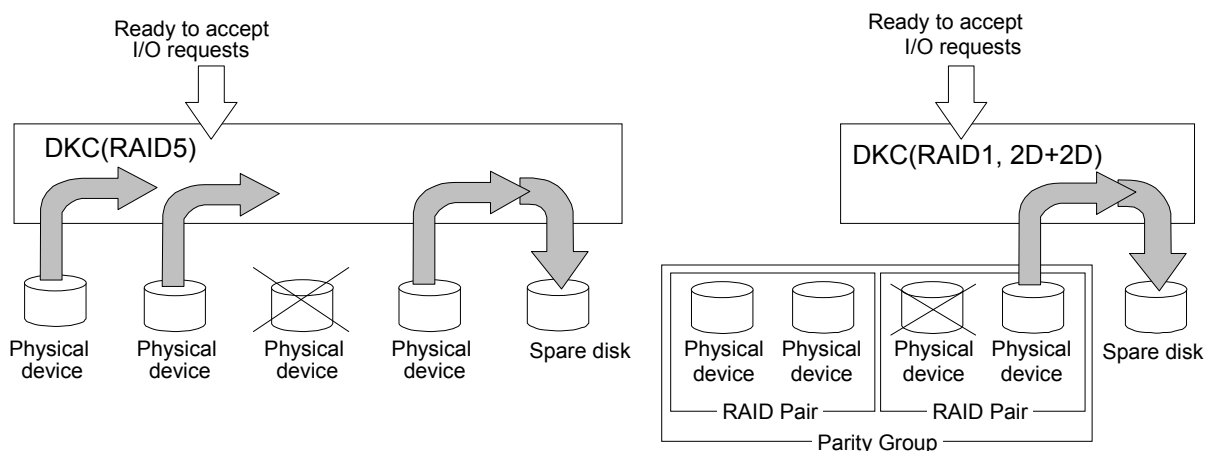 Ready to accept
I/O requests
DKC(RAID5)
Physical
device
Physical
device
Physical
device
Physical
device
Spare disk
Ready to accept
I/O requests
DKC(RAID1, 2D+2D)
Physical
device
Physical
device
Physical
device
Physical
device
Spare disk
RAID Pair
RAID Pair
Parity Group